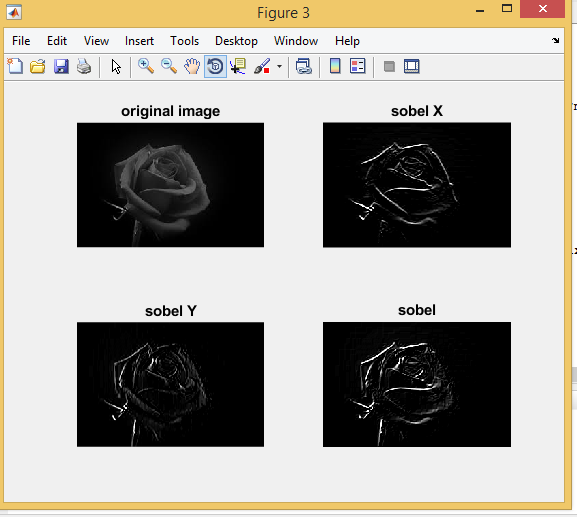 Figure 3
File Edit View Insert Tools Desktop Window Help
original image
sobel X
sobel Y
sobel